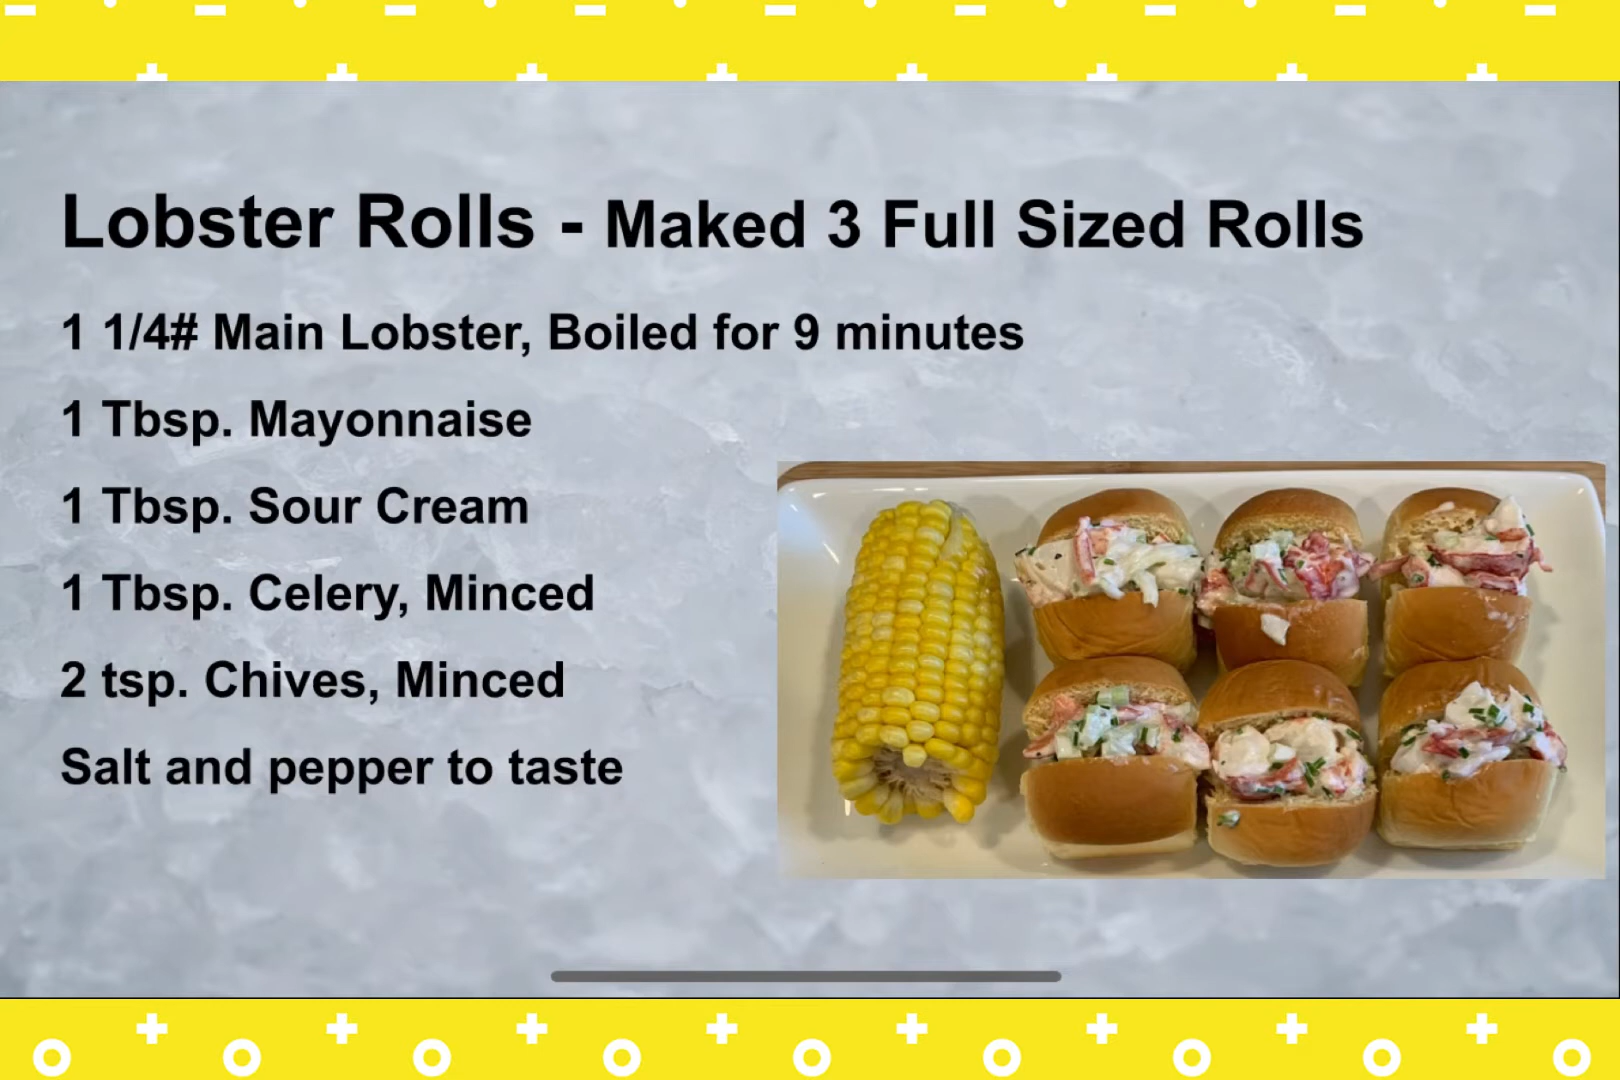 Lobster Rolls - Maked 3 Full Sized Rolls
1 1/4# Main Lobster, Boiled for 9 minutes
1 Tbsp. Mayonnaise
1 Tbsp. Sour Cream
1 Tbsp. Celery, Minced
2 tsp. Chives, Minced
Salt and pepper to taste